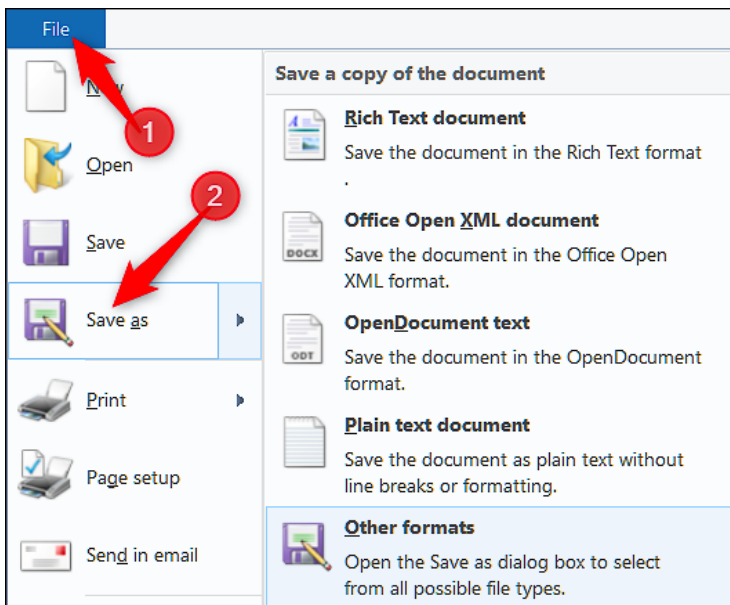 File
New
Open
Save
Save as
Print
Page setup
Send in email
1
2
Save a copy of the document
Rich Text document
Save the document in the Rich Text format
.
DOCX
Office Open XML document
Save the document in the Office Open
XML format.
ODT
OpenDocument text
Save the document in the OpenDocument
format.
Plain text document
Save the document as plain text without
line breaks or formatting.
Other formats
Open the Save as dialog box to select
from all possible file types.